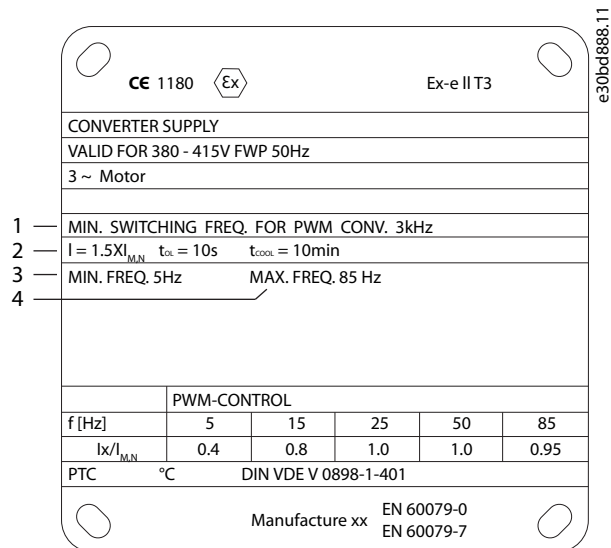 e30bd888.11
CE 1180 Ex Ex-e ll T3
CONVERTER SUPPLY
VALID FOR 380 - 415V FWP 50Hz
3 ~ Motor
1 MIN. SWITCHING FREQ. FOR PWM CONV. 3kHz
2 I = 1.5XI M,N tOL = 10s tCOOL = 10min
3 MIN. FREQ. 5Hz MAX. FREQ. 85 Hz
4
PWM-CONTROL
f [Hz] 5 15 25 50 85
Ix/I M,N 0.4 0.8 1.0 1.0 0.95
PTC °C DIN VDE V 0898-1-401
Manufacture xx EN 60079-0
EN 60079-7